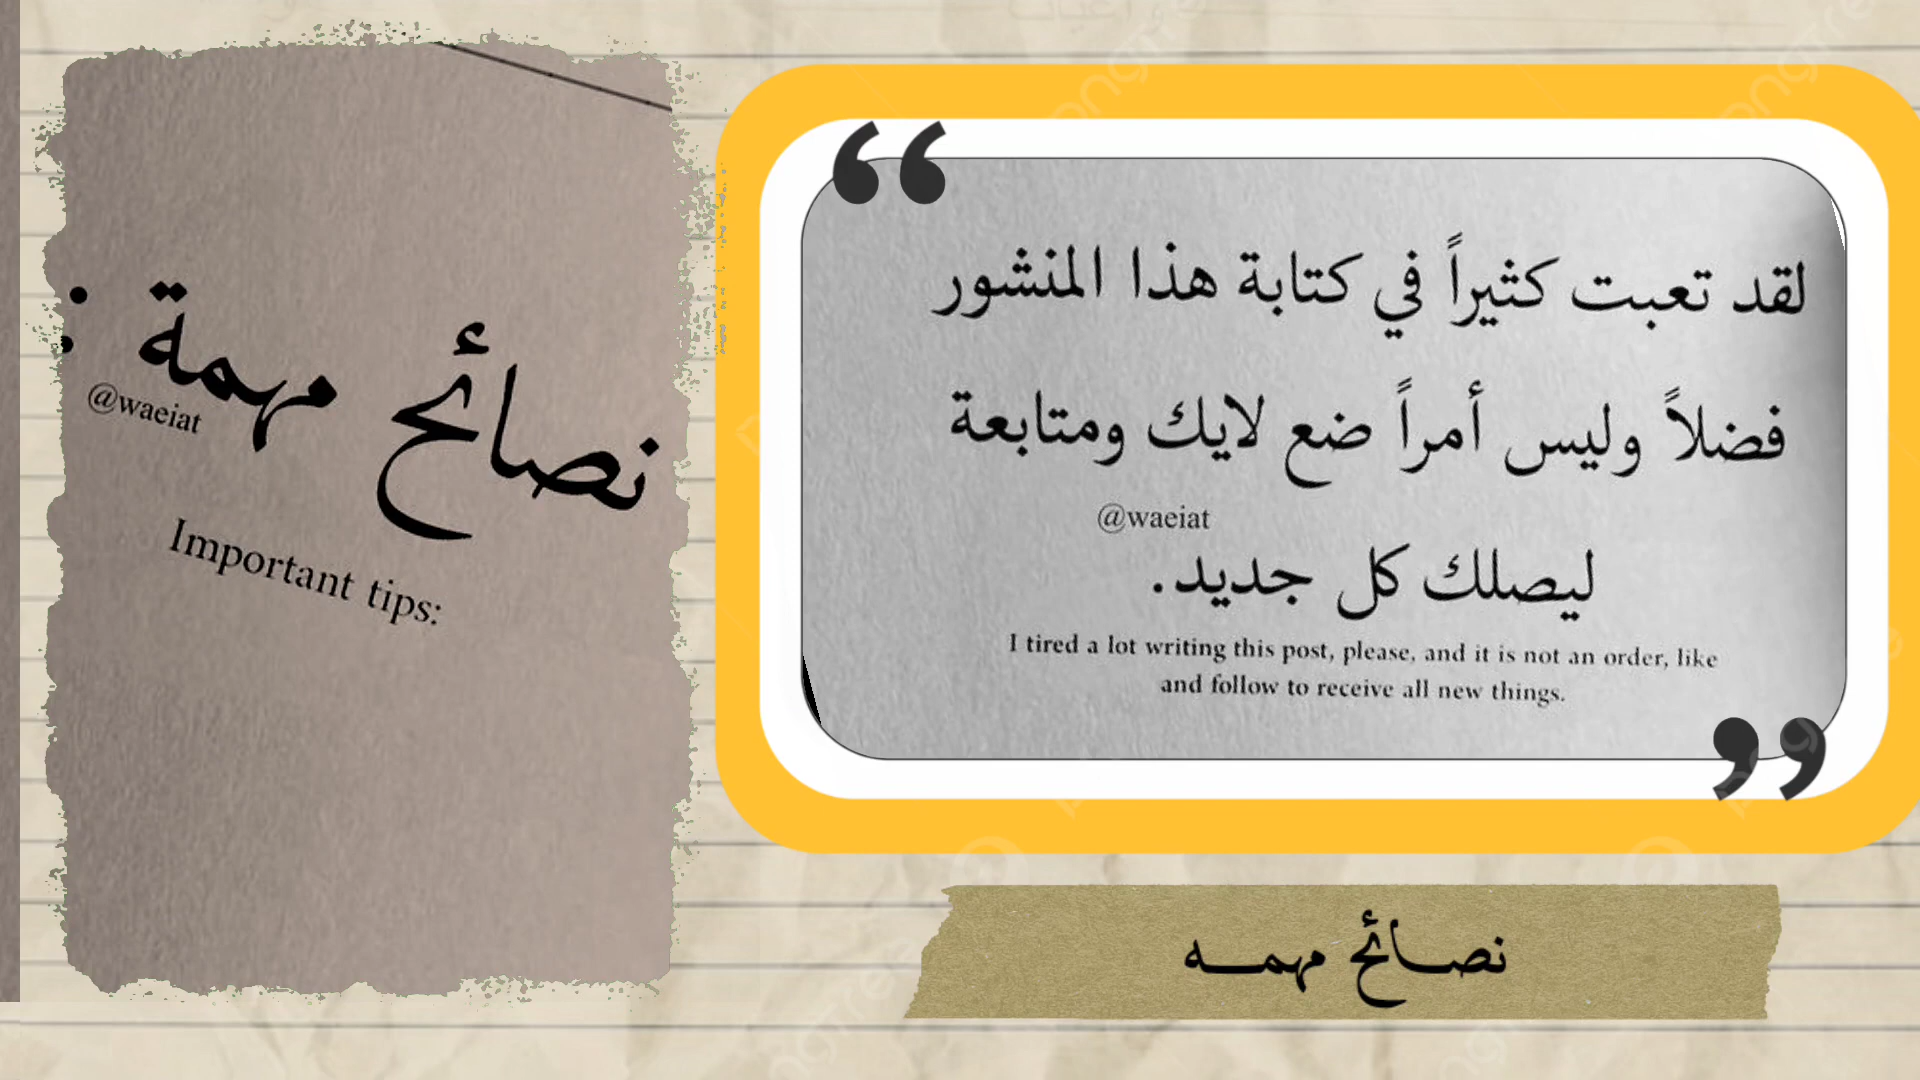 نصائح مهمة :
@waeiat
Important tips:
لقد تعبت كثيراً في كتابة هذا المنشور
فضلاً وليس أمراً ضع لايك ومتابعة
@waeiat
ليصلك كل جديد.
I tired a lot writing this post, please, and it is not an order, like
and follow to receive all new things.
نصائح مهمه